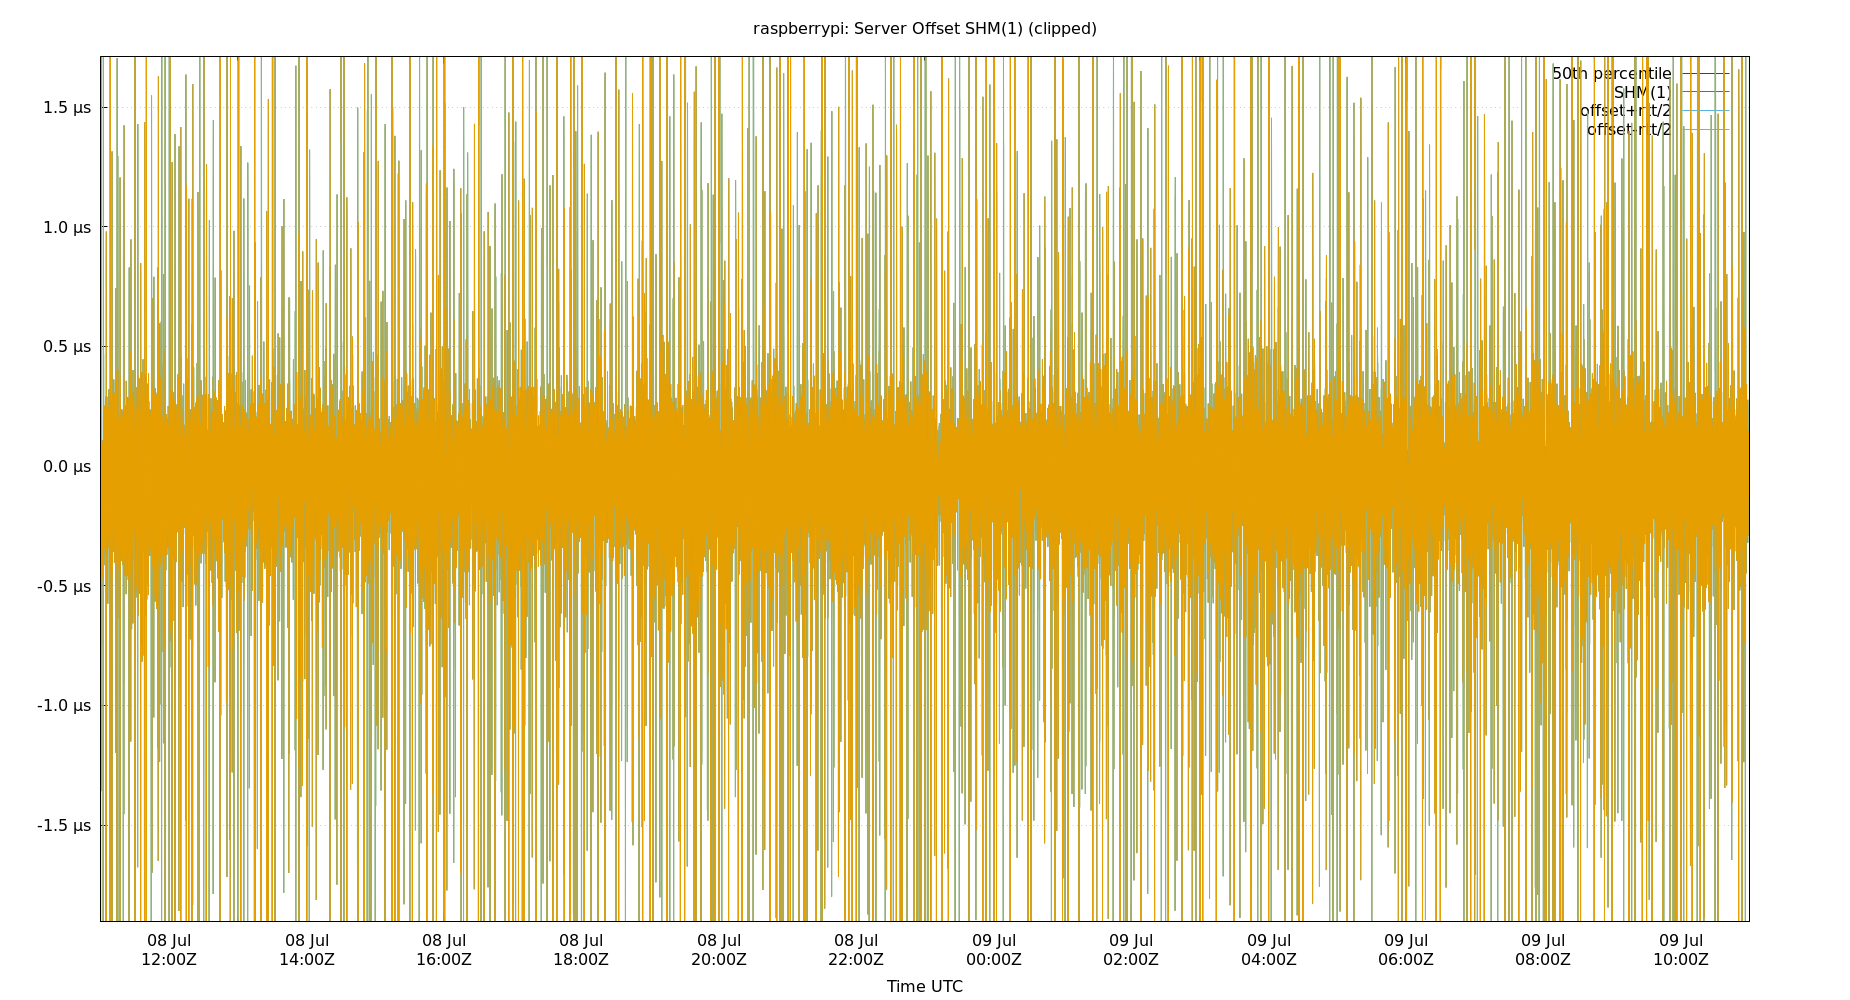 raspberrypi: Server Offset SHM(1) (clipped)
50th percentile
SHM(1)
offset+rtt/2
offset-rtt/2
1.5 µs
1.0 µs
0.5 µs
0.0 µs
-0.5 µs
-1.0 µs
-1.5 µs
08 Jul 08 Jul 08 Jul 08 Jul 08 Jul 08 Jul 09 Jul 09 Jul 09 Jul 09 Jul 09 Jul 09 Jul
12:00Z 14:00Z 16:00Z 18:00Z 20:00Z 22:00Z 00:00Z 02:00Z 04:00Z 06:00Z 08:00Z 10:00Z
Time UTC